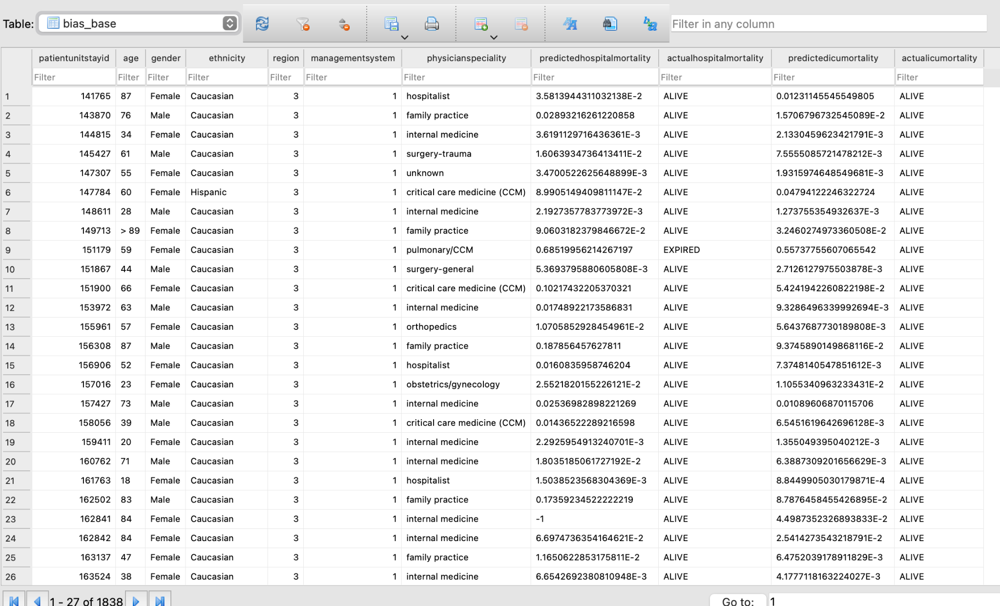 Table: bias_base Filter in any column
patientunitstayid age gender ethnicity region managementsystem physicianspeciality predictedhospitalmortality actualhospitalmortality predictedicumortality actualicumortality
Filter Filter Filter Filter Filter Filter Filter Filter Filter Filter Filter
1 141765 87 Female Caucasian 3 1 hospitalist 3.5813944311032138E-2 ALIVE 0.01231145545549805 ALIVE
2 143870 76 Male Caucasian 3 1 family practice 0.02893216261220858 ALIVE 1.5706796732545089E-2 ALIVE
3 144815 34 Female Caucasian 3 1 internal medicine 3.6191129716436361E-3 ALIVE 2.1330459623421791E-3 ALIVE
4 145427 61 Male Caucasian 3 1 surgery-trauma 1.6063934736413411E-2 ALIVE 7.5555085721478212E-3 ALIVE
5 147307 55 Female Caucasian 3 1 unknown 3.4700522625648899E-3 ALIVE 1.9315974648549681E-3 ALIVE
6 147784 60 Female Hispanic 3 1 critical care medicine (CCM) 8.9905149409811147E-2 ALIVE 0.04794122246322724 ALIVE
7 148611 28 Male Caucasian 3 1 internal medicine 2.1927357783773972E-3 ALIVE 1.273755354932637E-3 ALIVE
8 149713 > 89 Female Caucasian 3 1 family practice 9.0603182379846672E-2 ALIVE 3.2460274973360508E-2 ALIVE
9 151179 59 Female Caucasian 3 1 pulmonary/CCM 0.68519956214267197 EXPIRED 0.55737755607065542 ALIVE
10 151867 44 Male Caucasian 3 1 surgery-general 5.3693795880605808E-3 ALIVE 2.7126127975503878E-3 ALIVE
11 151900 66 Female Caucasian 3 1 critical care medicine (CCM) 0.10217432205370321 ALIVE 5.4241942260822198E-2 ALIVE
12 153972 63 Male Caucasian 3 1 internal medicine 0.01748922173586831 ALIVE 9.3286496339992694E-3 ALIVE
13 155961 57 Female Caucasian 3 1 orthopedics 1.0705852928454961E-2 ALIVE 5.6437687730189808E-3 ALIVE
14 156308 87 Male Caucasian 3 1 family practice 0.187856457627811 ALIVE 9.3745890149868116E-2 ALIVE
15 156906 52 Female Caucasian 3 1 hospitalist 0.0160835958746204 ALIVE 7.3748140547851612E-3 ALIVE
16 157016 23 Female Caucasian 3 1 obstetrics/gynecology 2.5521820155226121E-2 ALIVE 1.1055340963233431E-2 ALIVE
17 157427 73 Male Caucasian 3 1 internal medicine 0.02536982898221269 ALIVE 0.01089606870115706 ALIVE
18 158056 39 Male Caucasian 3 1 critical care medicine (CCM) 0.01436522289216598 ALIVE 6.5451619642696128E-3 ALIVE
19 159411 20 Female Caucasian 3 1 internal medicine 2.2925954913240701E-3 ALIVE 1.355049395040212E-3 ALIVE
20 160762 71 Male Caucasian 3 1 internal medicine 1.8035185061727192E-2 ALIVE 6.3887309201656629E-3 ALIVE
21 161763 18 Female Caucasian 3 1 hospitalist 1.5038523568304369E-3 ALIVE 8.8449905030179871E-4 ALIVE
22 162502 83 Male Caucasian 3 1 family practice 0.17359234522222219 ALIVE 8.7876458455426895E-2 ALIVE
23 162841 84 Female Caucasian 3 1 internal medicine -1 ALIVE 4.4987352326893833E-2 ALIVE
24 162842 84 Female Caucasian 3 1 internal medicine 6.6974736354164621E-2 ALIVE 2.5414273543218791E-2 ALIVE
25 163137 47 Female Caucasian 3 1 family practice 1.1650622853175811E-2 ALIVE 6.4752039178911829E-3 ALIVE
26 163524 38 Female Caucasian 3 1 internal medicine 6.6542692380810948E-3 ALIVE 4.1777118163224027E-3 ALIVE
1 - 27 of 1838 Go to: 1